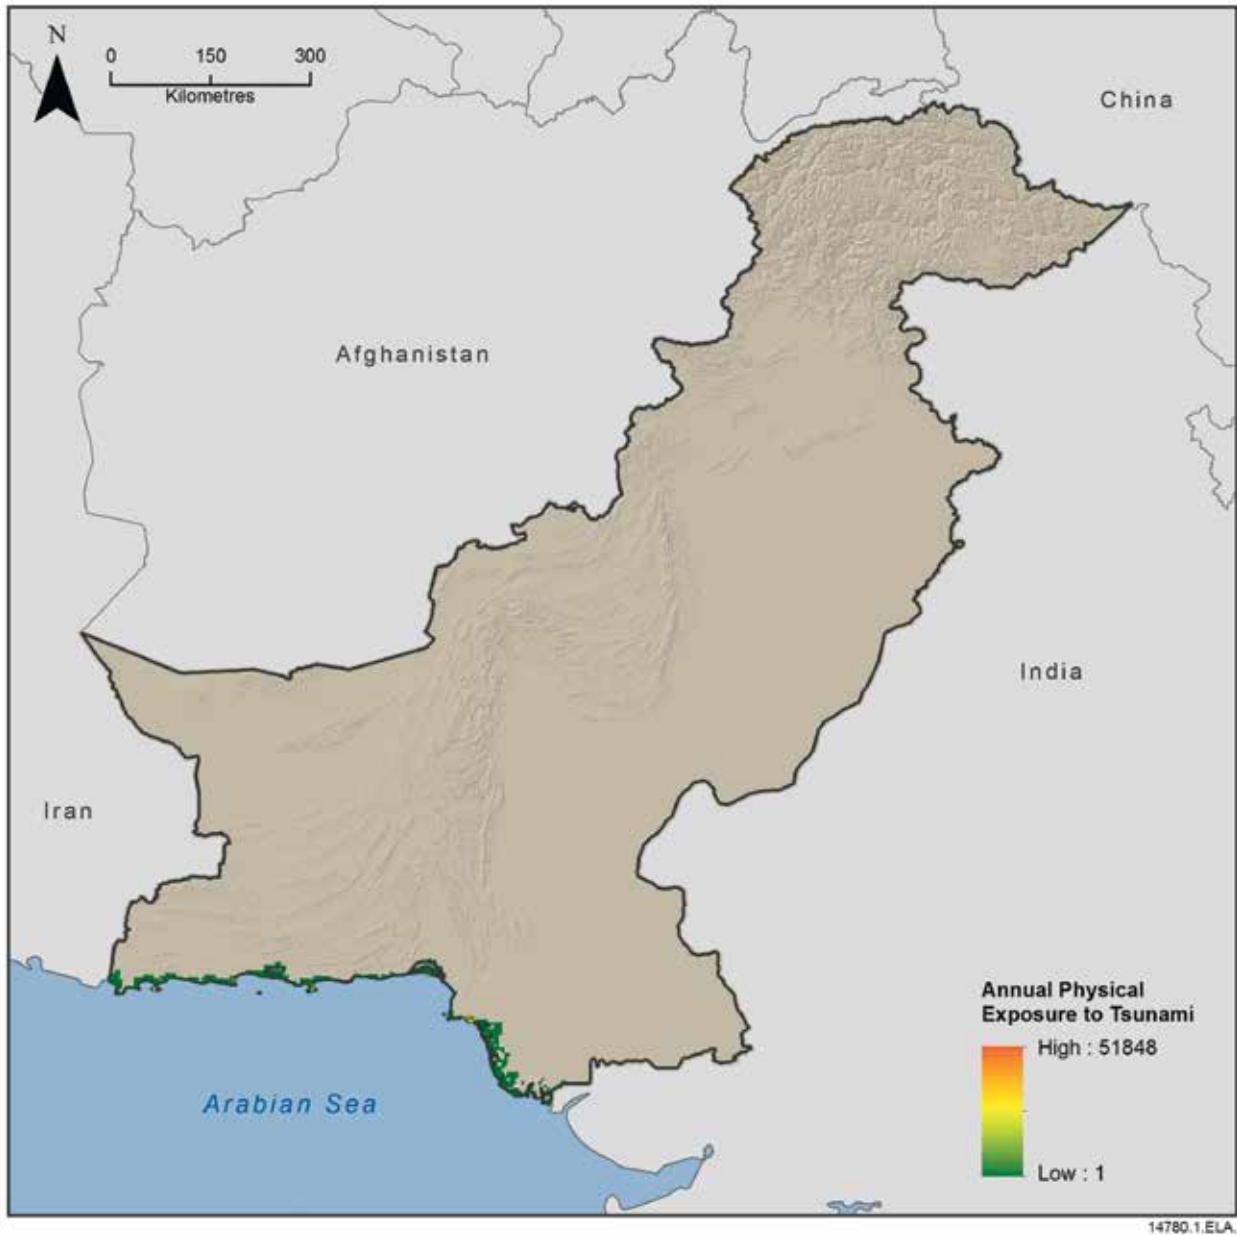 N
0 150 300
Kilometres
China
Afghanistan
India
Iran
Annual Physical
Exposure to Tsunami
High : 51848
Low : 1
Arabian Sea
14780.1.ELA.